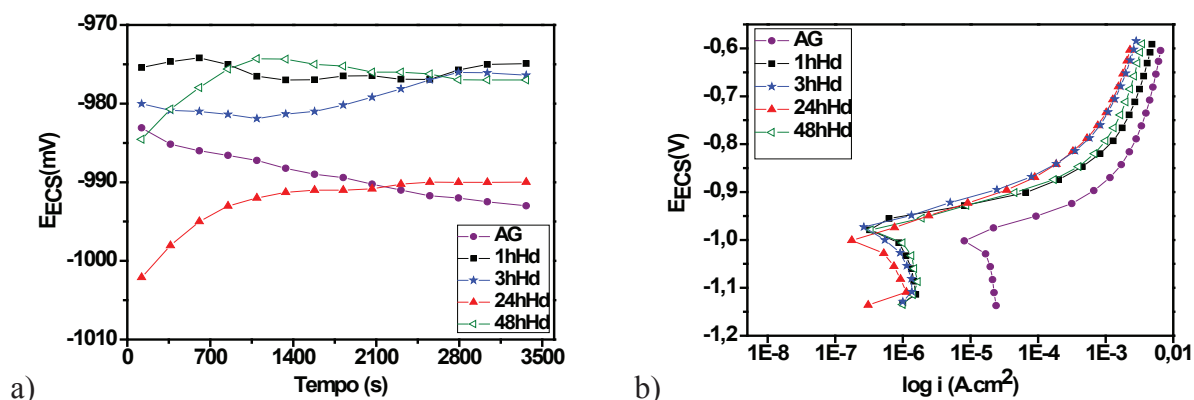 -970
-980
-990
-1000
-1010
E_ECS(mV)
0 700 1400 2100 2800 3500
Tempo (s)
AG
1hHd
3hHd
24hHd
48hHd
a)
-0,6
-0,7
-0,8
-0,9
-1,0
-1,1
-1,2
E_ECS(V)
1E-8 1E-7 1E-6 1E-5 1E-4 1E-3 0,01
log i (A.cm²)
AG
1hHd
3hHd
24hHd
48hHd
b)